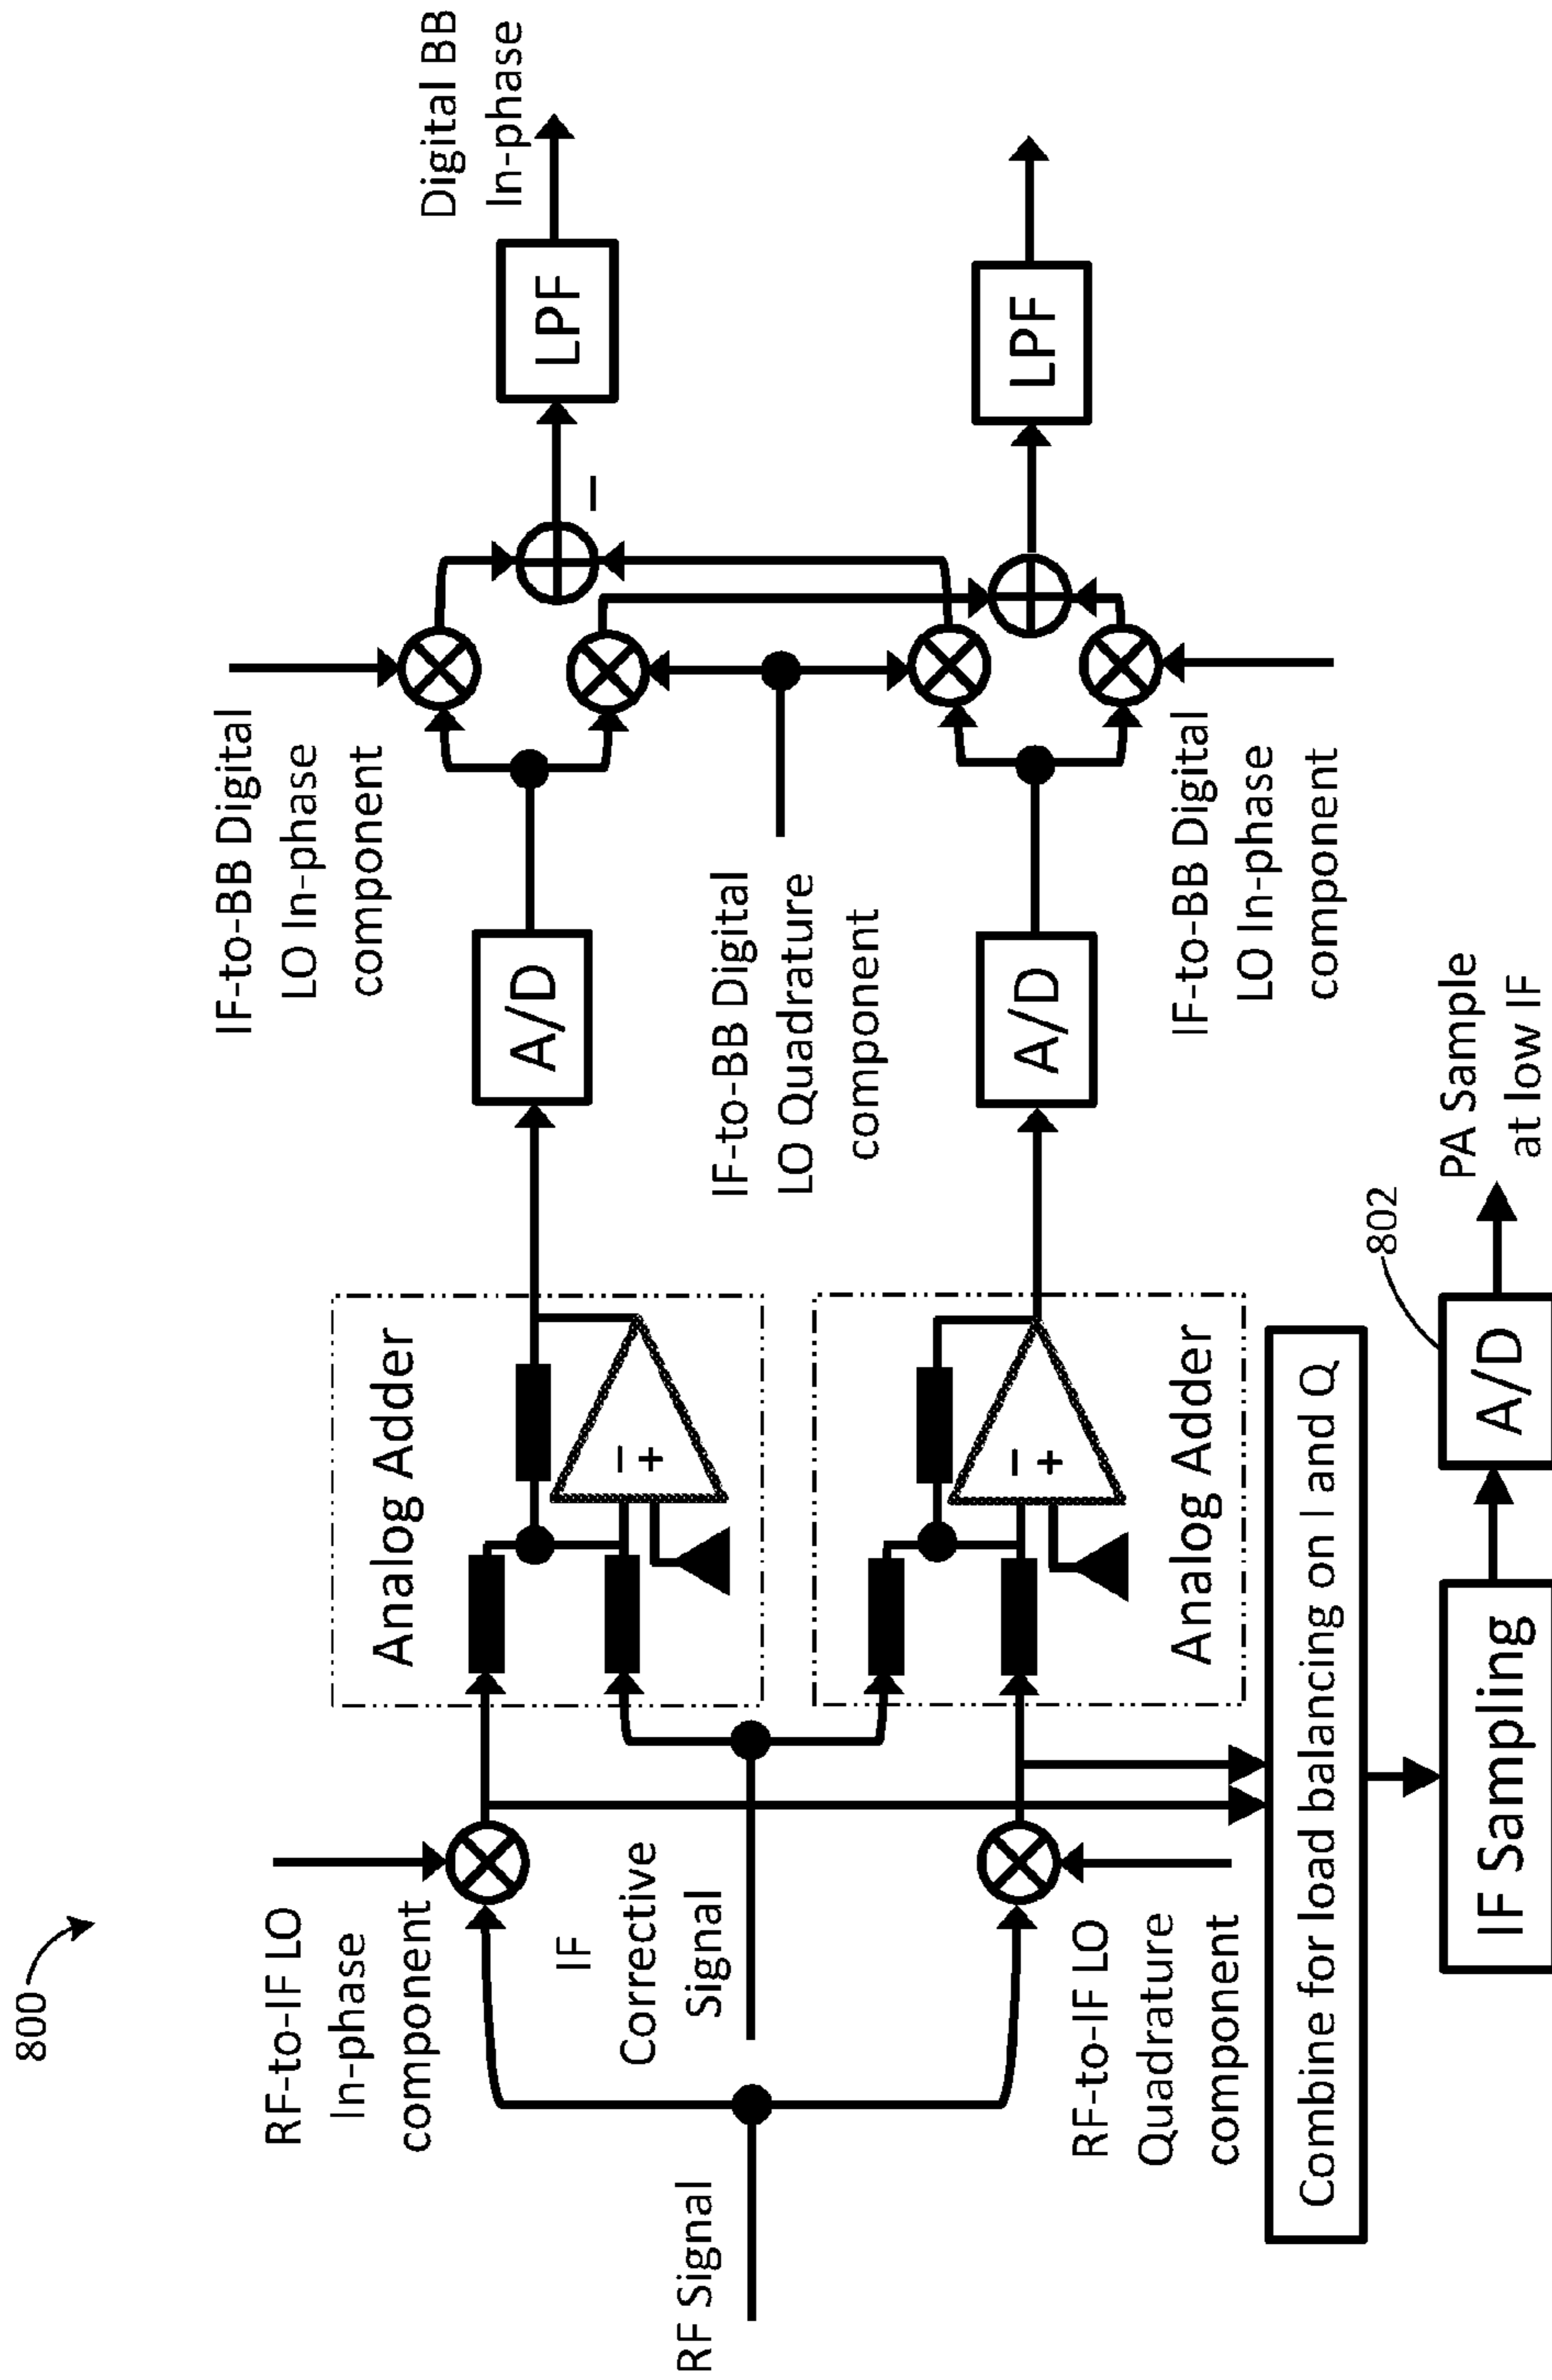 800
RF Signal
RF-to-IF LO
In-phase
component
IF
Corrective
Signal
RF-to-IF LO
Quadrature
component
Analog Adder
−
+
−
+
Analog Adder
A/D
A/D
IF-to-BB Digital
LO In-phase
component
IF-to-BB Digital
LO Quadrature
component
IF-to-BB Digital
LO In-phase
component
−
LPF
LPF
Digital BB
In-phase
Combine for load balancing on I and Q
IF Sampling
A/D
802
PA Sample
at low IF